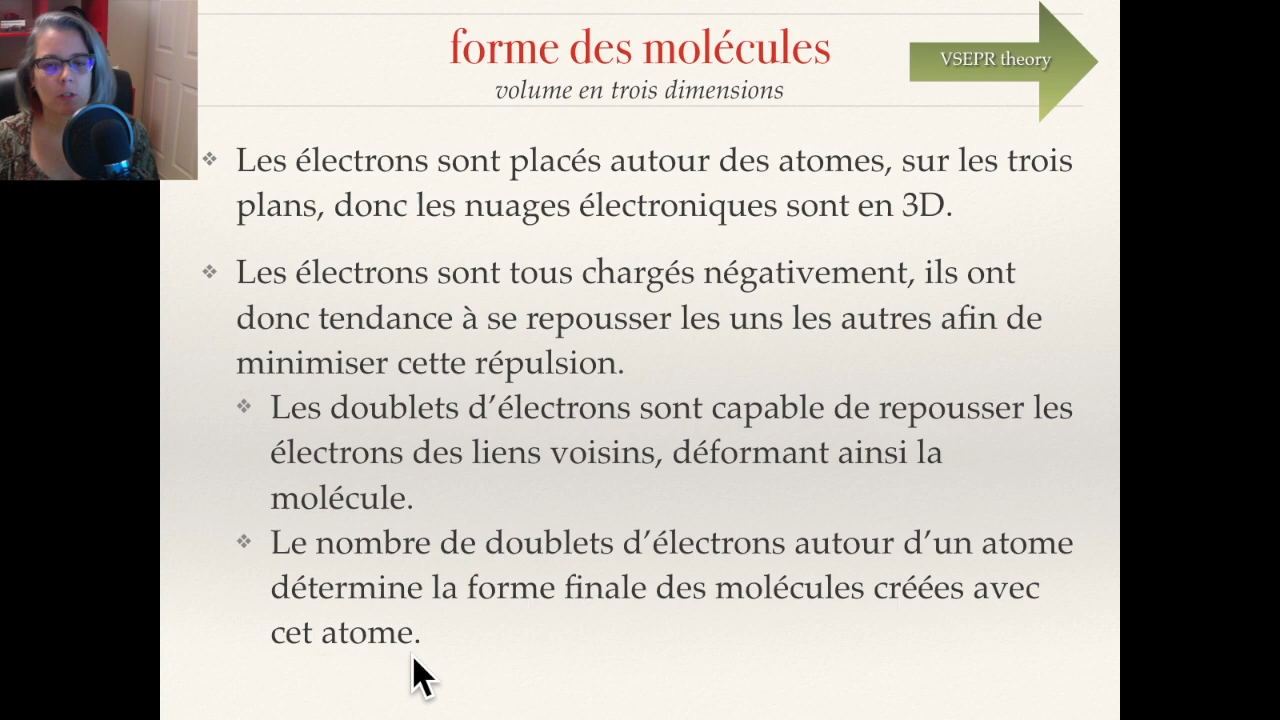 forme des molécules
volume en trois dimensions
VSEPR theory
Les électrons sont placés autour des atomes, sur les trois
plans, donc les nuages électroniques sont en 3D.
Les électrons sont tous chargés négativement, ils ont
donc tendance à se repousser les uns les autres afin de
minimiser cette répulsion.
Les doublets d’électrons sont capable de repousser les
électrons des liens voisins, déformant ainsi la
molécule.
Le nombre de doublets d’électrons autour d’un atome
détermine la forme finale des molécules créées avec
cet atome.